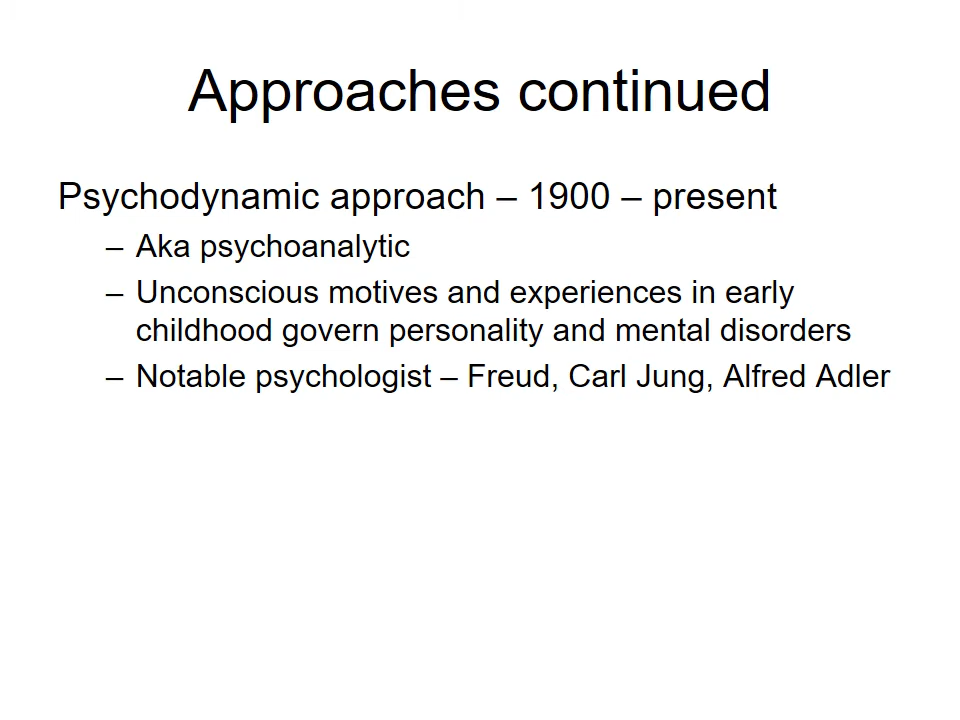 Approaches continued
Psychodynamic approach – 1900 – present
– Aka psychoanalytic
– Unconscious motives and experiences in early
childhood govern personality and mental disorders
– Notable psychologist – Freud, Carl Jung, Alfred Adler